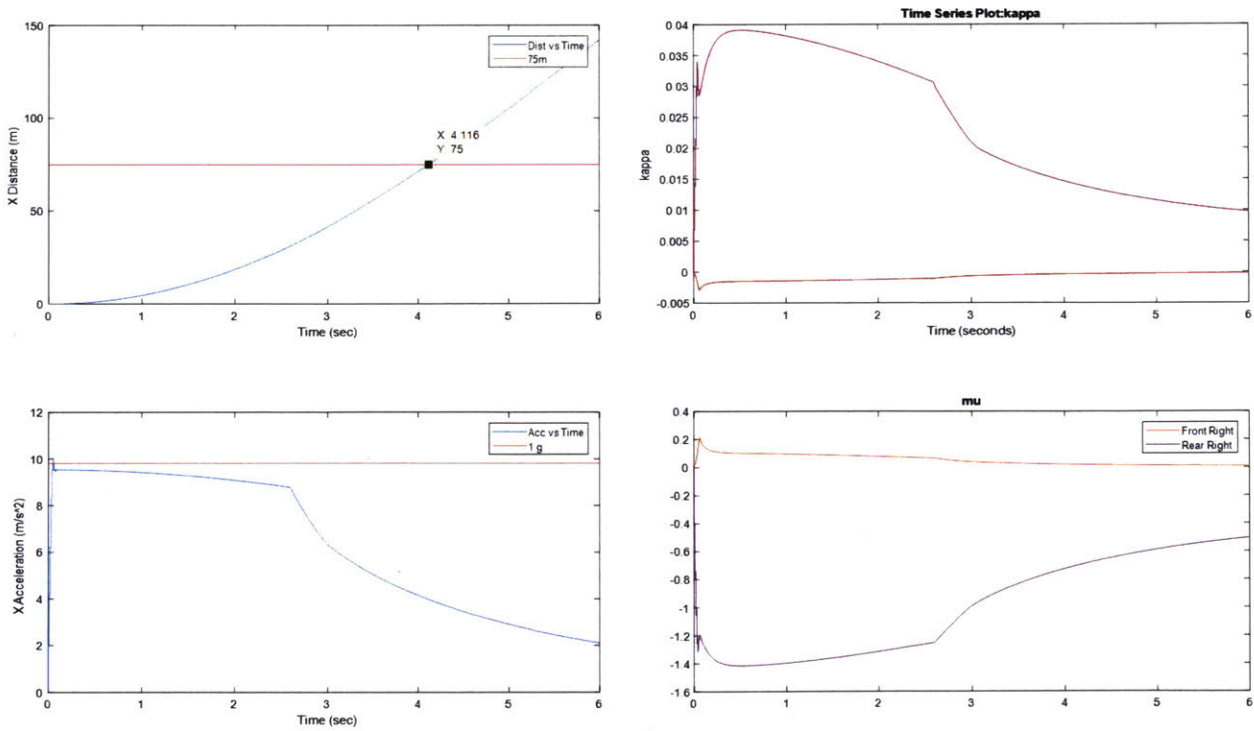 150
100
50
0
X Distance (m)
Dist vs Time
75m
X 4.116
Y 75
0 1 2 3 4 5 6
Time (sec)
Time Series Plot:kappa
0.04
0.035
0.03
0.025
0.02
0.015
0.01
0.005
0
-0.005
kappa
0 1 2 3 4 5 6
Time (seconds)
12
10
8
6
4
2
0
X Acceleration (m/s^2)
Acc vs Time
1 g
0 1 2 3 4 5 6
Time (sec)
mu
0.4
0.2
0
-0.2
-0.4
-0.6
-0.8
-1
-1.2
-1.4
-1.6
Front Right
Rear Right
0 1 2 3 4 5 6